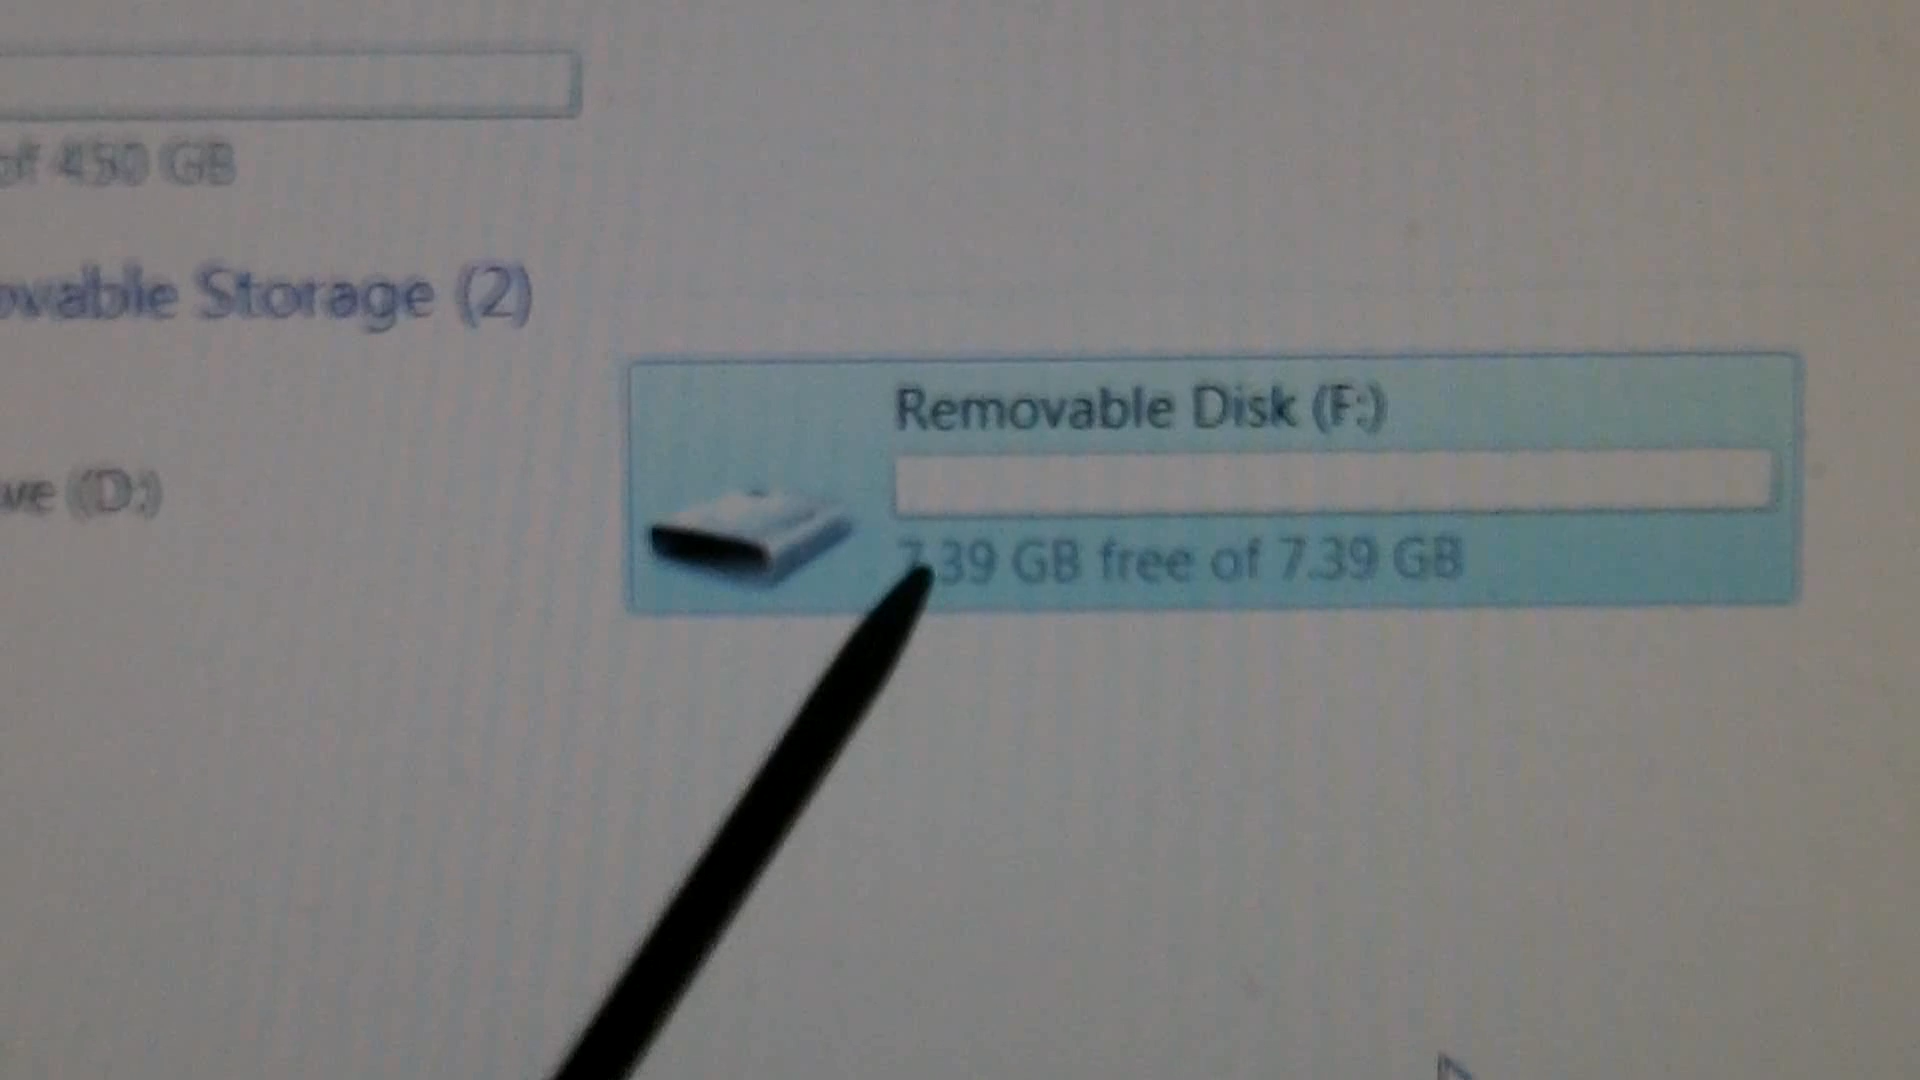 of 450 GB
ovable Storage (2)
ve (D:)
Removable Disk (F:)
7.39 GB free of 7.39 GB